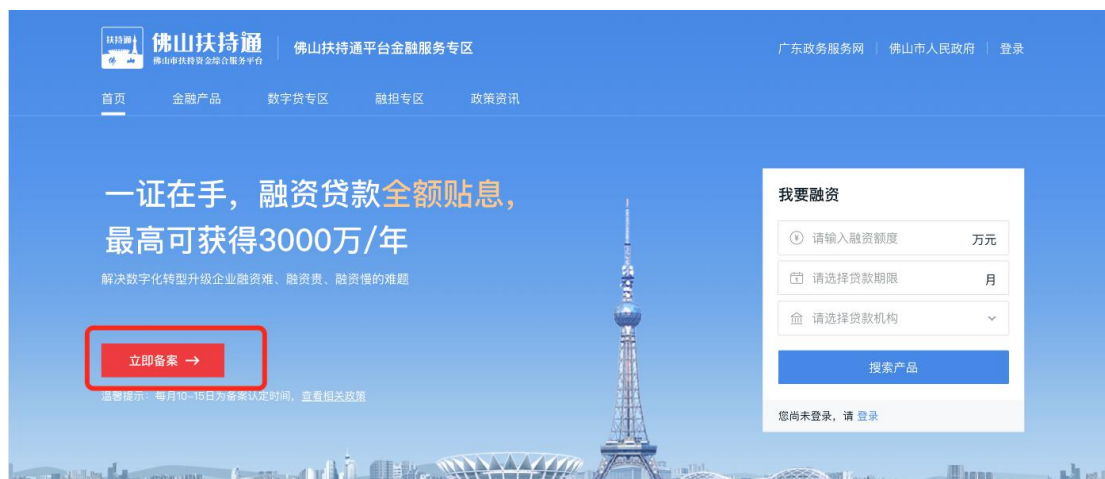 扶持通
佛山扶持通
佛山市扶持资金综合服务平台
佛山扶持通平台金融服务专区
广东政务服务网
佛山市人民政府
登录
首页
金融产品
数字贷专区
融担专区
政策资讯
一证在手，融资贷款全额贴息，
最高可获得3000万/年
解决数字化转型升级企业融资难、融资贵、融资慢的难题
立即备案 →
温馨提示：每月10-15日为备案认定时间，查看相关政策
我要融资
请输入融资额度 万元
请选择贷款期限 月
请选择贷款机构
搜索产品
您尚未登录，请 登录